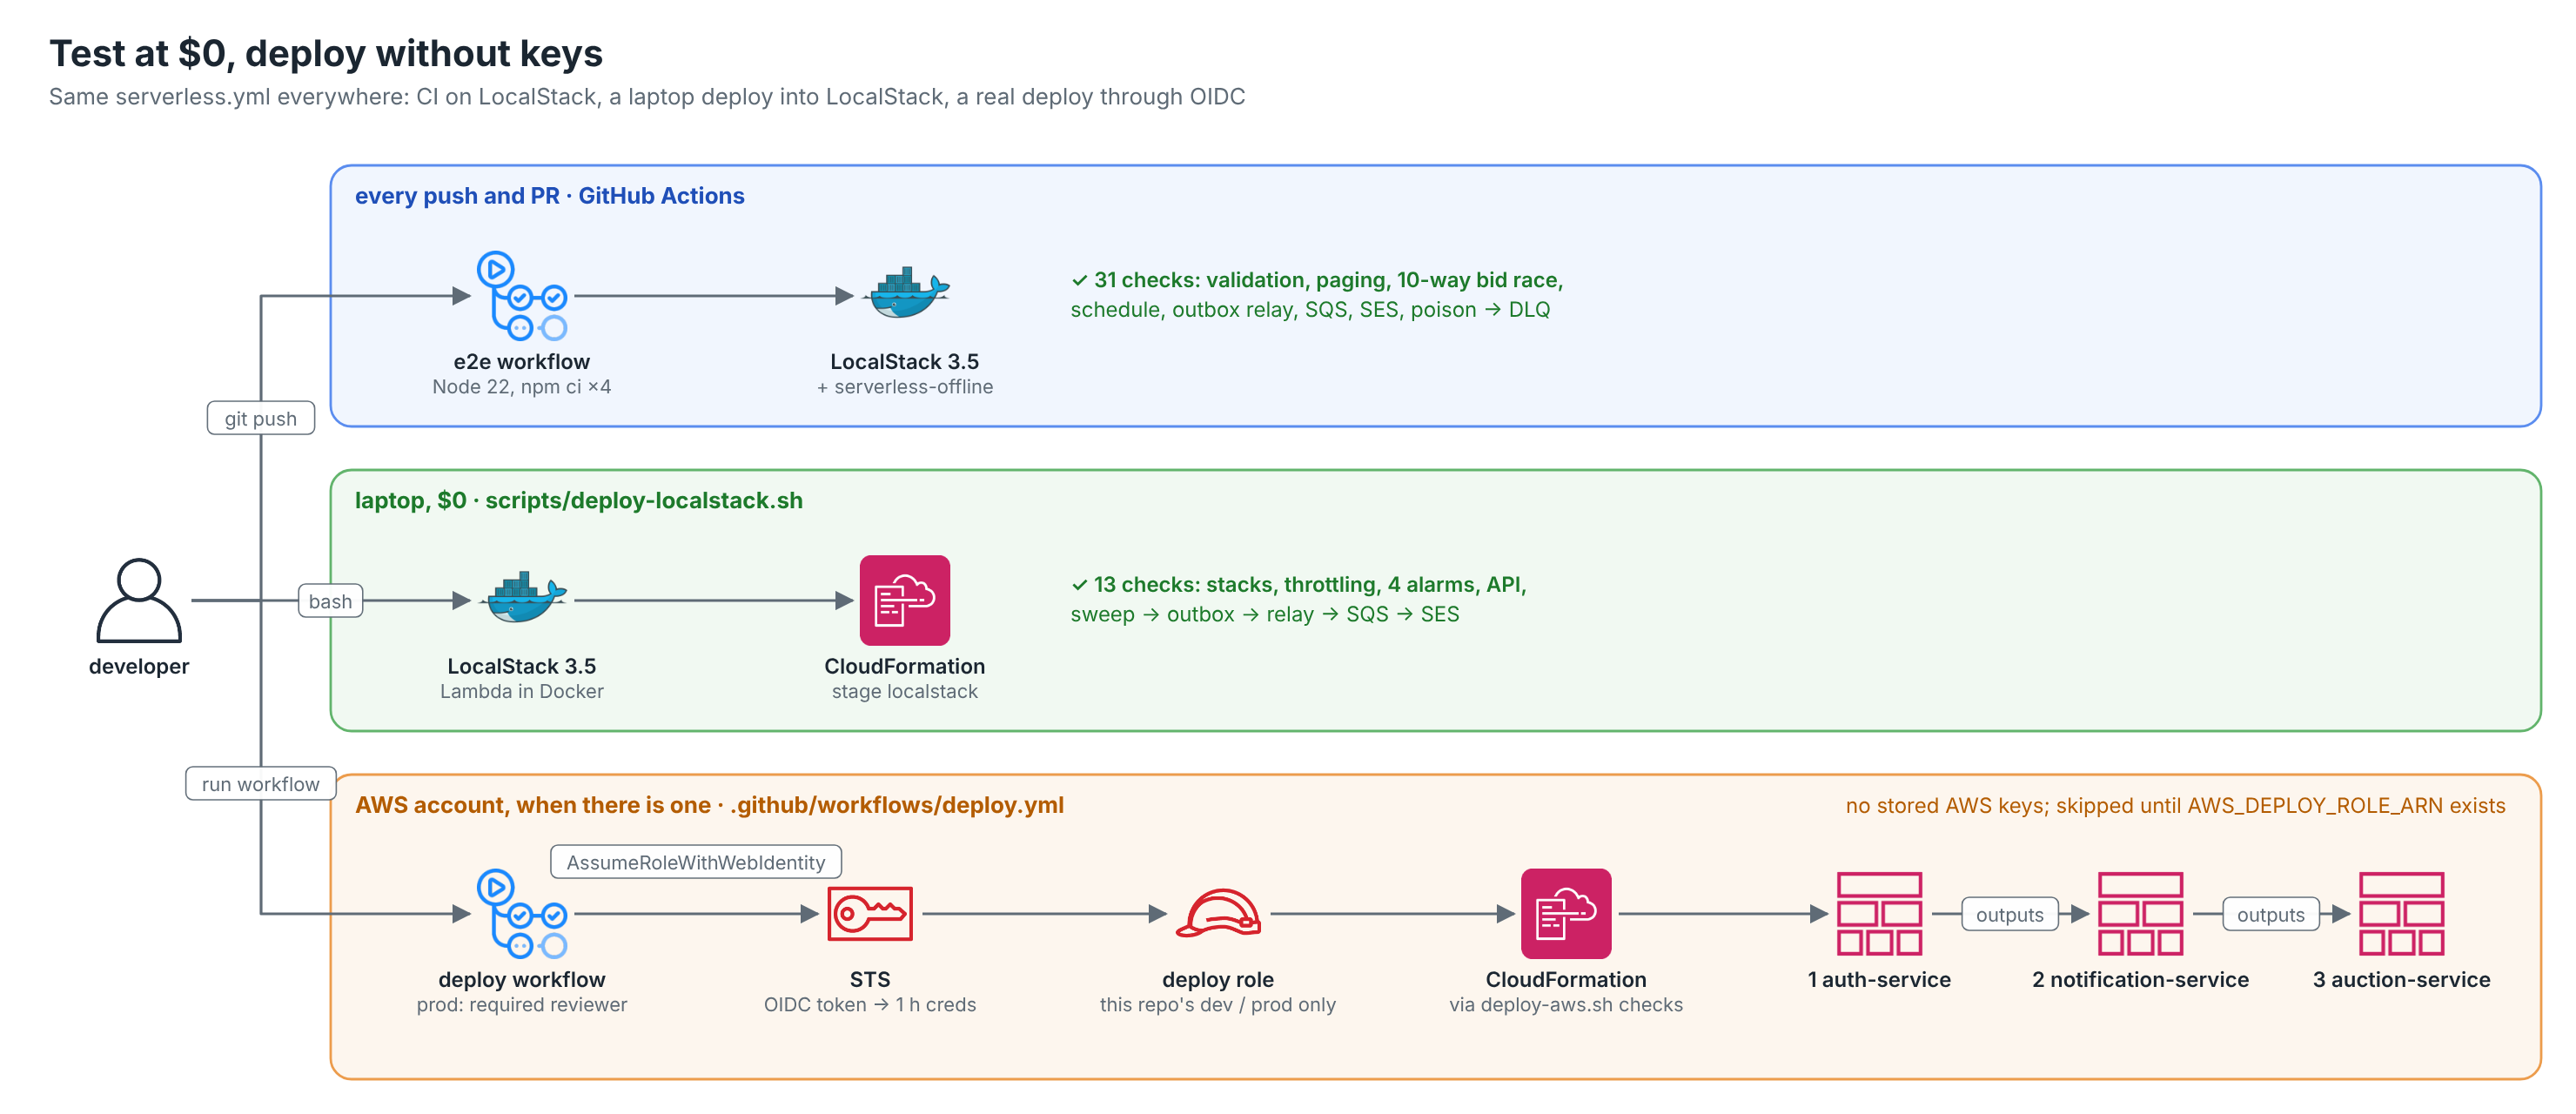 Test at $0, deploy without keys
Same serverless.yml everywhere: CI on LocalStack, a laptop deploy into LocalStack, a real deploy through OIDC
every push and PR · GitHub Actions
✓ 31 checks: validation, paging, 10-way bid race,
schedule, outbox relay, SQS, SES, poison → DLQ
e2e workflow
Node 22, npm ci ×4
LocalStack 3.5
+ serverless-offline
git push
laptop, $0 · scripts/deploy-localstack.sh
✓ 13 checks: stacks, throttling, 4 alarms, API,
sweep → outbox → relay → SQS → SES
bash
developer
LocalStack 3.5
Lambda in Docker
CloudFormation
stage localstack
run workflow
AWS account, when there is one · .github/workflows/deploy.yml
no stored AWS keys; skipped until AWS_DEPLOY_ROLE_ARN exists
AssumeRoleWithWebIdentity
outputs
outputs
deploy workflow
prod: required reviewer
STS
OIDC token → 1 h creds
deploy role
this repo's dev / prod only
CloudFormation
via deploy-aws.sh checks
1 auth-service
2 notification-service
3 auction-service